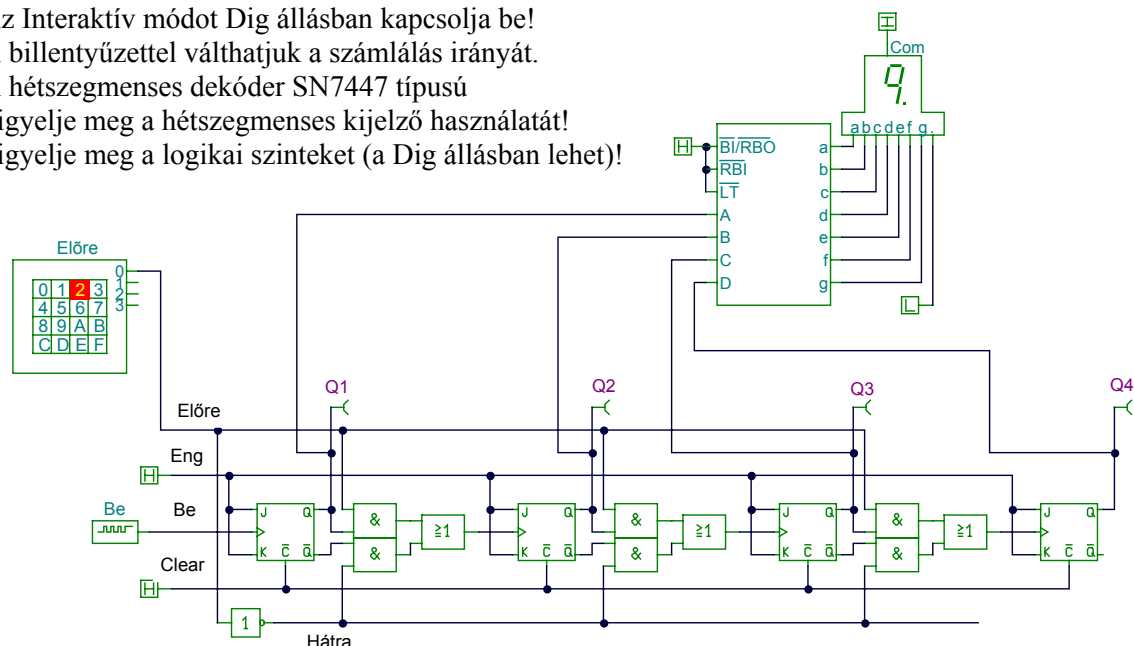 z Interaktív módot Dig állásban kapcsolja be!
billentyűzettel válthatjuk a számlálás irányát.
hétszegmenses dekóder SN7447 típusú
igyelje meg a hétszegmenses kijelző használatát!
igyelje meg a logikai szinteket (a Dig állásban lehet)!
H
Com
9.
a b c d e f g .
H
BI/RBO a
RBI b
LT c
A d
B e
C f
D g
L
Elõre
0
1
2
3
0 1 2 3
4 5 6 7
8 9 A B
C D E F
Q1 Q2 Q3 Q4
Előre
Eng
H
Be
Be
J Q
K C Q
&
&
≥1
J Q
K C Q
&
&
≥1
J Q
K C Q
&
&
≥1
J Q
K C Q
Clear
H
1
Hátra